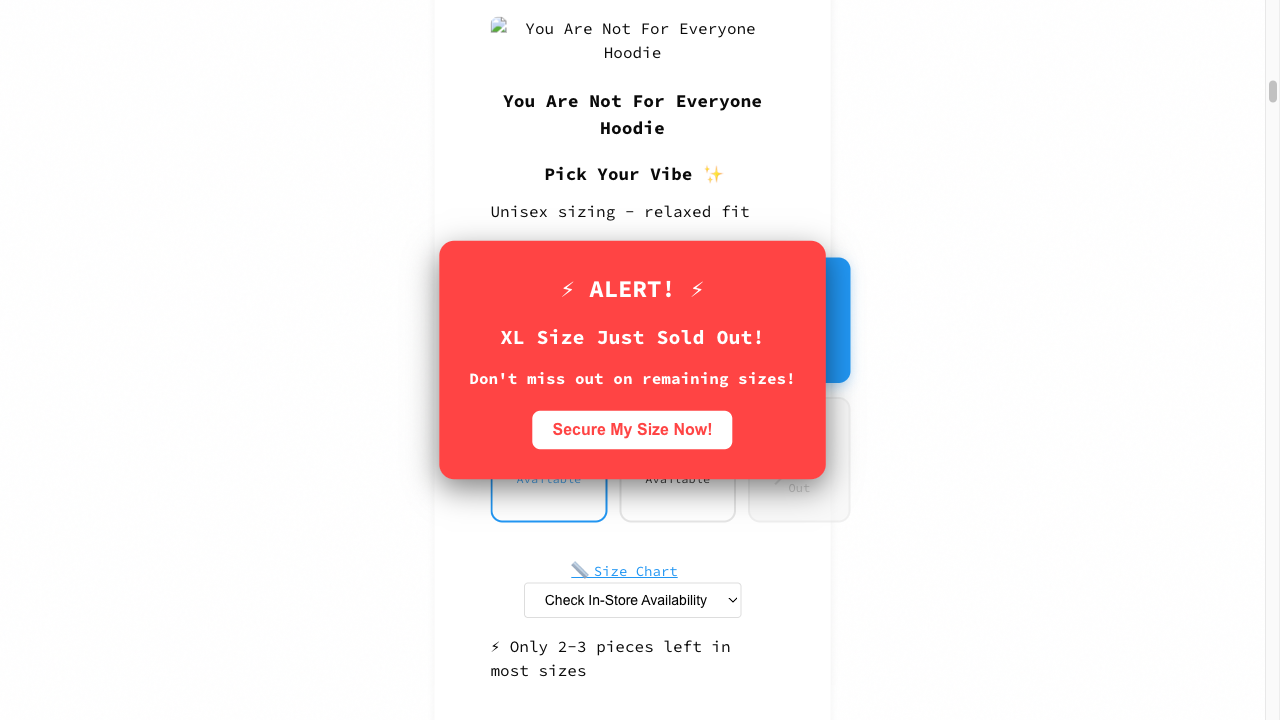 You Are Not For Everyone
Hoodie
You Are Not For Everyone
Hoodie
Pick Your Vibe ✨
Unisex sizing - relaxed fit
⚡ ALERT! ⚡
XL Size Just Sold Out!
Don't miss out on remaining sizes!
Secure My Size Now!
Available Available
Out
📏 Size Chart
Check In-Store Availability
⚡ Only 2-3 pieces left in
most sizes